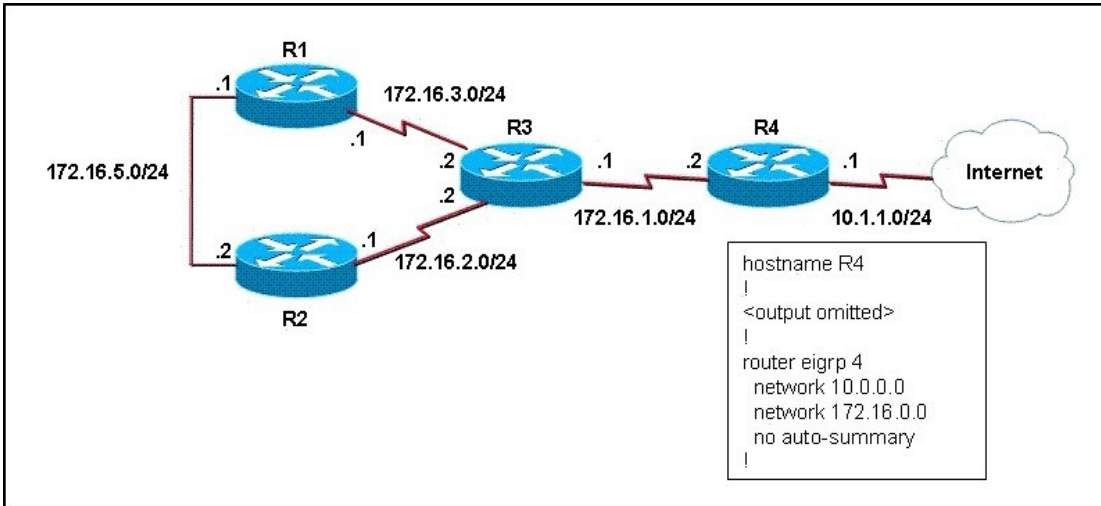 R1
.1
172.16.3.0/24
.1
R3
R4
.2
.1
.2
.1
Internet
172.16.5.0/24
.2
172.16.1.0/24
10.1.1.0/24
.2
.1
172.16.2.0/24
R2
hostname R4
!
<output omitted>
!
router eigrp 4
network 10.0.0.0
network 172.16.0.0
no auto-summary
!